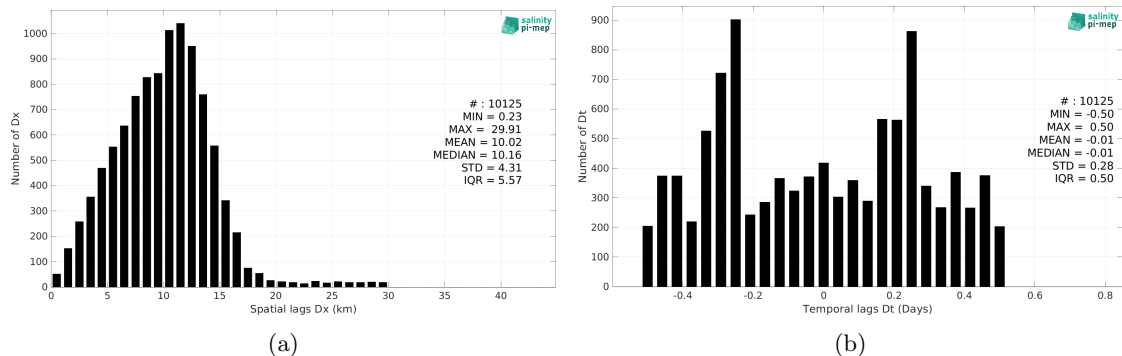 1000
900
800
700
600
500
400
300
200
100
0
Number of Dx
salinity
pi-mep
# : 10125
MIN = 0.23
MAX = 29.91
MEAN = 10.02
MEDIAN = 10.16
STD = 4.31
IQR = 5.57
0 5 10 15 20 25 30 35 40
Spatial lags Dx (km)
(a)
900
800
700
600
500
400
300
200
100
0
Number of Dt
salinity
pi-mep
# : 10125
MIN = -0.50
MAX = 0.50
MEAN = -0.01
MEDIAN = -0.01
STD = 0.28
IQR = 0.50
-0.4 -0.2 0 0.2 0.4 0.6 0.8
Temporal lags Dt (Days)
(b)